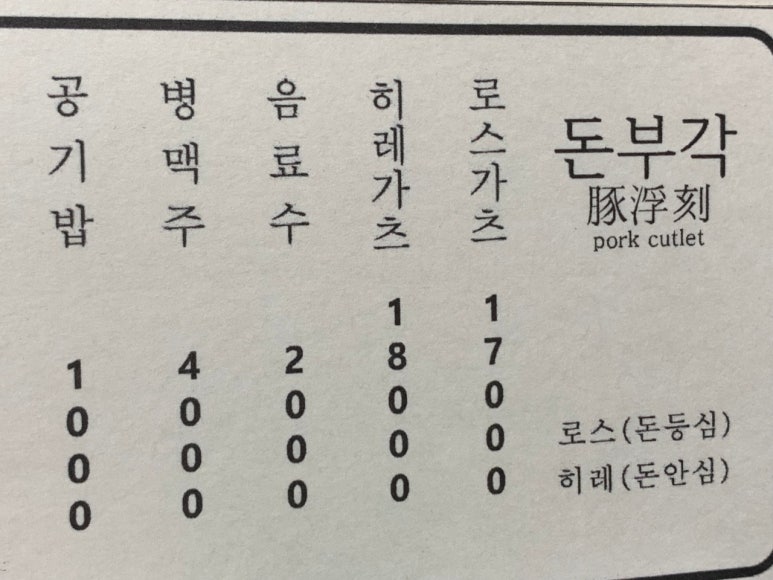 돈부각
豚浮刻
pork cutlet
로스(돈등심)
히레(돈안심)
로스가츠 17000
히레가츠 18000
음료수 2000
병맥주 4000
공기밥 1000